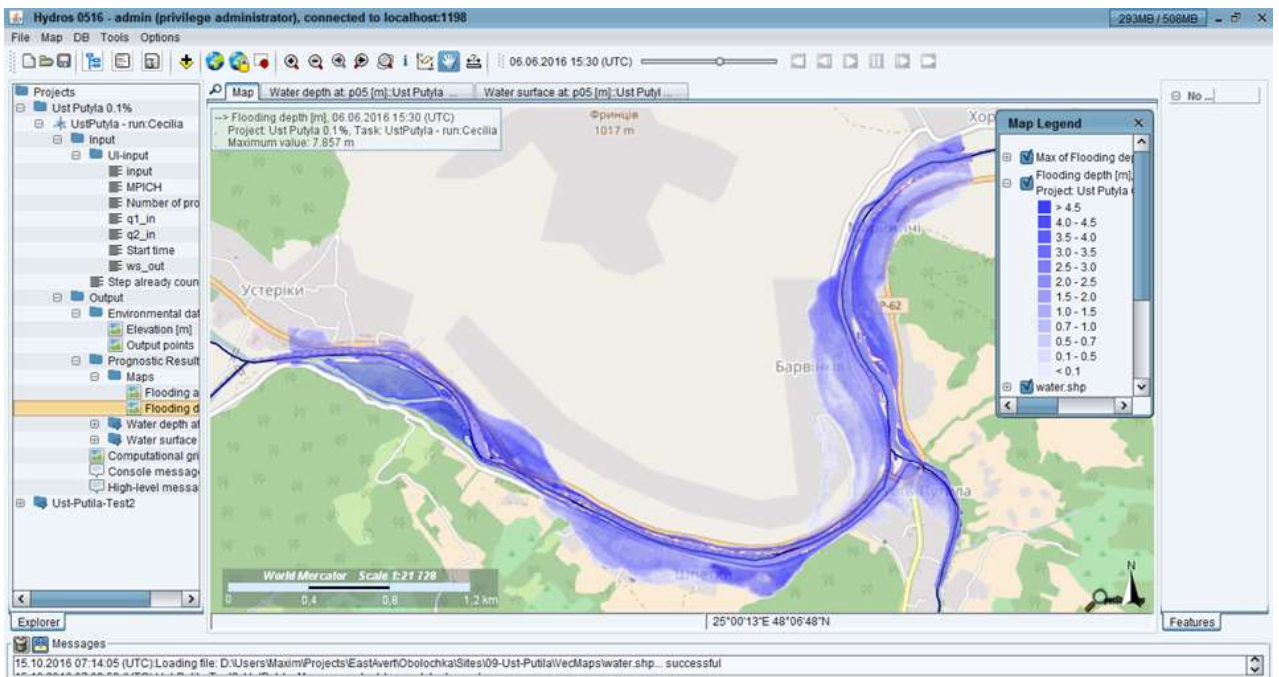 Hydros 0516 - admin (privilege administrator), connected to localhost:1198
293MB / 508MB
File Map DB Tools Options
06.06.2016 15:30 (UTC)
Projects
Ust Putyla 0.1%
UstPutyla - run:Cecilia
Input
UI-input
input
MPICH
Number of pro
q1_in
q2_in
Start time
ws_out
Step already coun
Output
Environmental dat
Elevation [m]
Output points
Prognostic Result
Maps
Flooding a
Flooding d
Water depth at
Water surface
Computational gri
Console messag
High-level messa
Ust-Putila-Test2
Explorer
Map
Water depth at: p05 [m]::Ust Putyla ...
Water surface at: p05 [m]::Ust Putyl ...
--> Flooding depth [m], 06.06.2016 15:30 (UTC)
Project: Ust Putyla 0.1%, Task: UstPutyla - run:Cecilia
Maximum value: 7.857 m
Фринців
1017 m
Хор
Устеріки
P-62
World Mercator Scale 1:21 728
0 0,4 0,8 1,2 km
N
25°00'13"E 48°06'48"N
Map Legend
Max of Flooding dep
Flooding depth [m],
Project: Ust Putyla
> 4.5
4.0 - 4.5
3.5 - 4.0
3.0 - 3.5
2.5 - 3.0
2.0 - 2.5
1.5 - 2.0
1.0 - 1.5
0.7 - 1.0
0.5 - 0.7
0.1 - 0.5
< 0.1
water.shp
No ...
Features
Messages
15.10.2016 07:14:05 (UTC):Loading file: D:\Users\Maxim\Projects\EastAvert\Obolochka\Sites\09-Ust-Putila\VecMaps\water.shp... successful